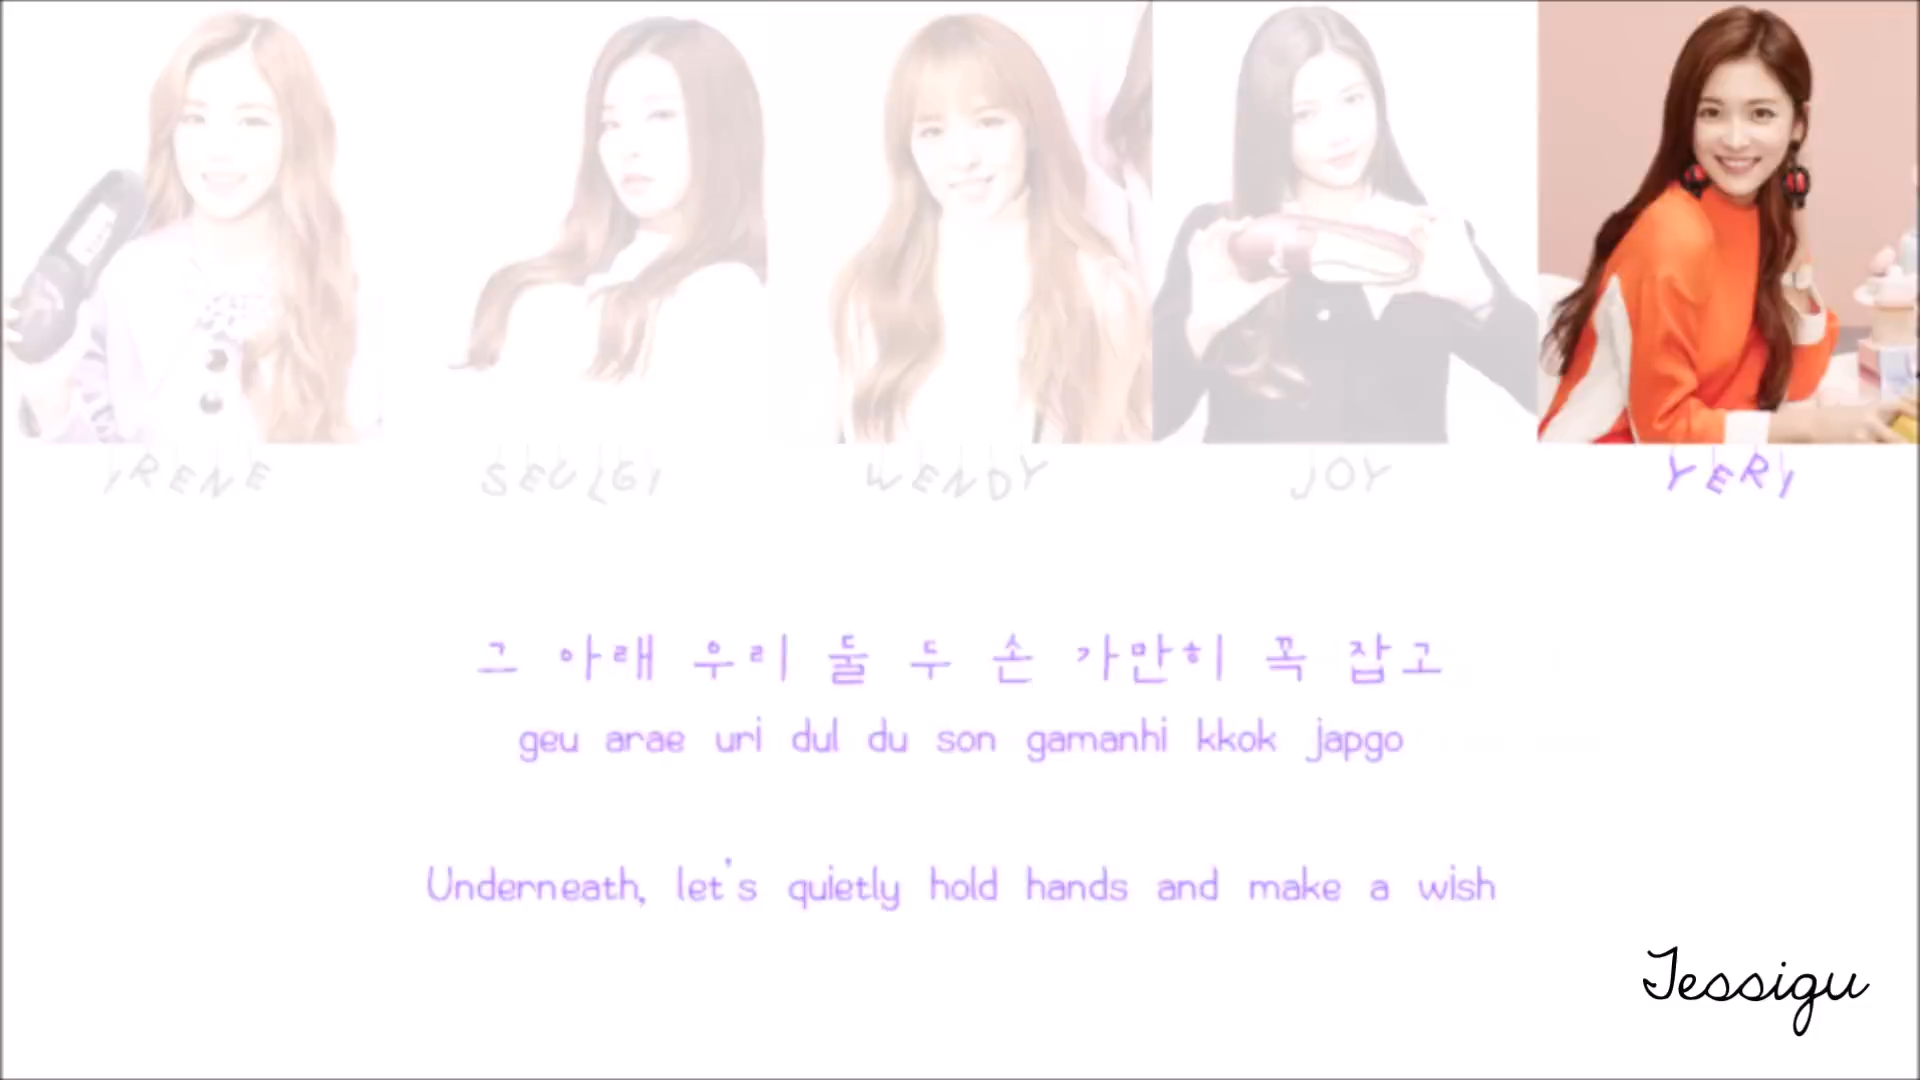 IRENE SEULGI WENDY JOY YERI
그 아래 우리 둘 두 손 가만히 꼭 잡고
geu arae uri dul du son gamanhi kkok japgo
Underneath, let's quietly hold hands and make a wish
Jessigu